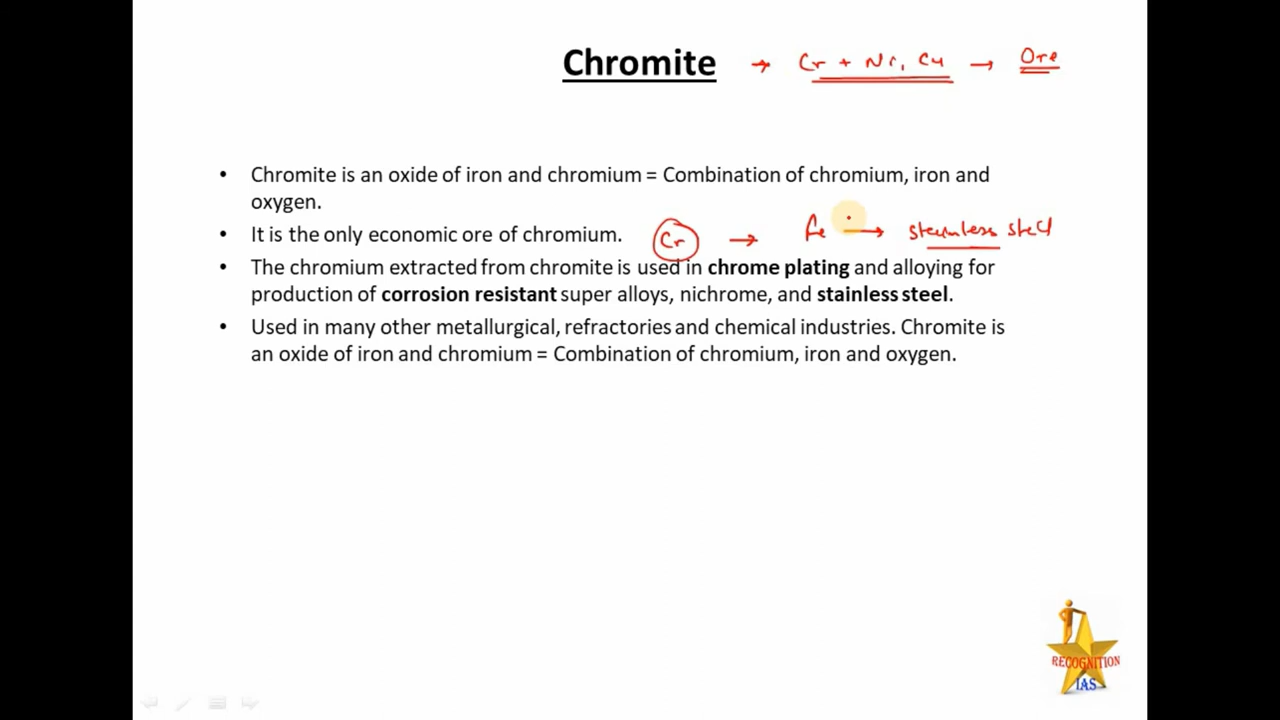 Chromite → Cr + Ni, Cu → Ore
• Chromite is an oxide of iron and chromium = Combination of chromium, iron and
oxygen.
• It is the only economic ore of chromium. Cr → Fe → stainless steel
• The chromium extracted from chromite is used in chrome plating and alloying for
production of corrosion resistant super alloys, nichrome, and stainless steel.
• Used in many other metallurgical, refractories and chemical industries. Chromite is
an oxide of iron and chromium = Combination of chromium, iron and oxygen.
RECOGNITION
IAS